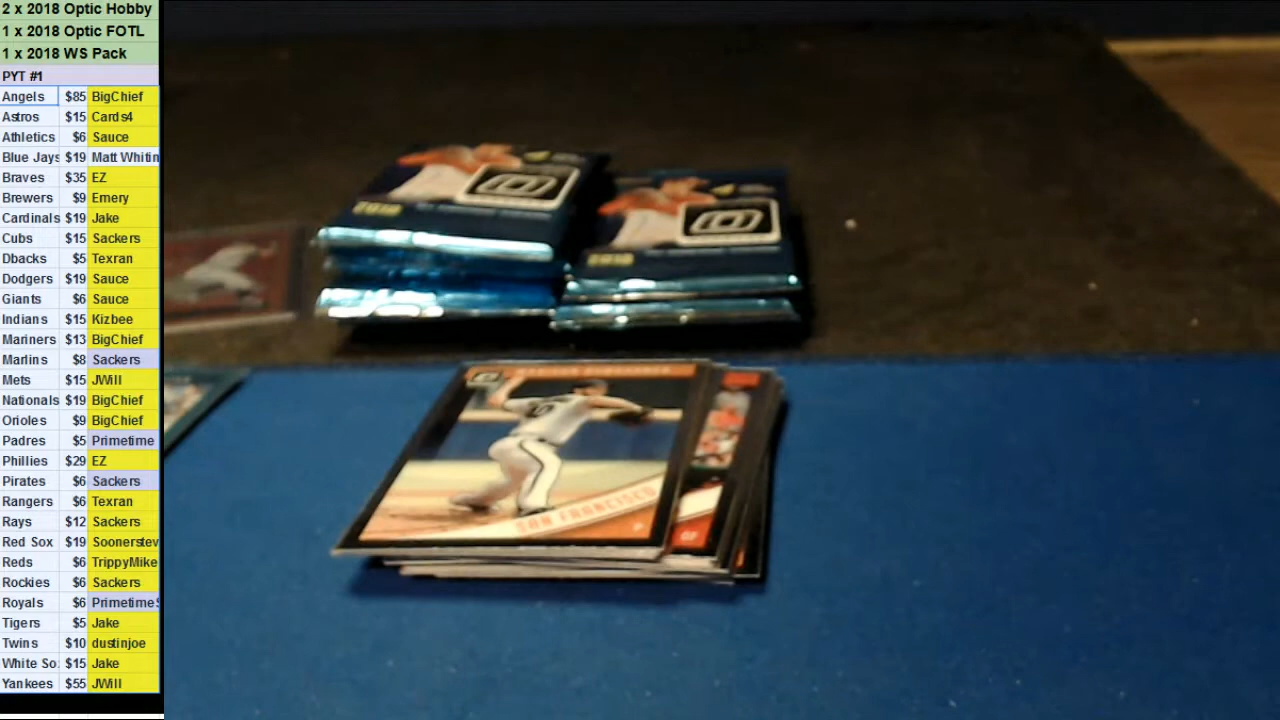 2 x 2018 Optic Hobby
1 x 2018 Optic FOTL
1 x 2018 WS Pack
PYT #1
Angels $85 BigChief
Astros $15 Cards4
Athletics $6 Sauce
Blue Jays $19 Matt Whitin
Braves $35 EZ
Brewers $9 Emery
Cardinals $19 Jake
Cubs $15 Sackers
Dbacks $5 Texran
Dodgers $19 Sauce
Giants $6 Sauce
Indians $15 Kizbee
Mariners $13 BigChief
Marlins $8 Sackers
Mets $15 JWill
Nationals $19 BigChief
Orioles $9 BigChief
Padres $5 Primetime
Phillies $29 EZ
Pirates $6 Sackers
Rangers $6 Texran
Rays $12 Sackers
Red Sox $19 Soonerstev
Reds $6 TrippyMike
Rockies $6 Sackers
Royals $6 PrimetimeS
Tigers $5 Jake
Twins $10 dustinjoe
White So $15 Jake
Yankees $55 JWill
2018
2018
SAN FRANCISCO
P
CF